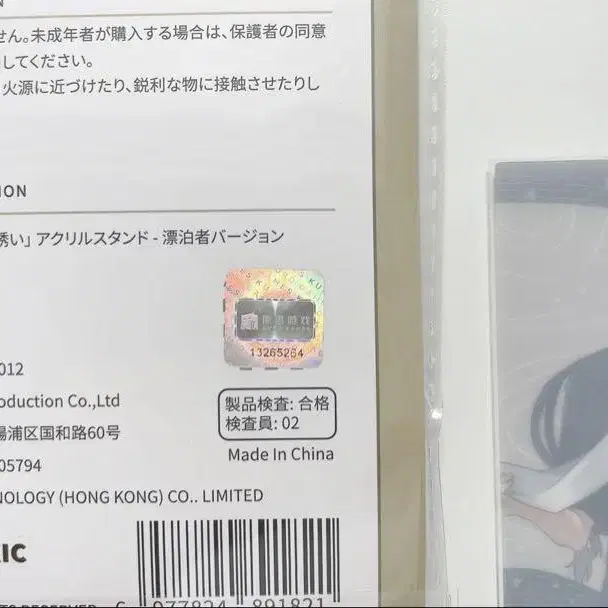 せん。未成年者が購入する場合は、保護者の同意
してください。
火源に近づけたり、鋭利な物に接触させたりし
ION
誘い」 アクリルスタンド - 漂泊者バージョン
13265264
012
oduction Co.,Ltd
製品検査: 合格
検査員: 02
場浦区国和路60号
05794
Made In China
NOLOGY (HONG KONG) CO.. LIMITED
IC
977824 891821